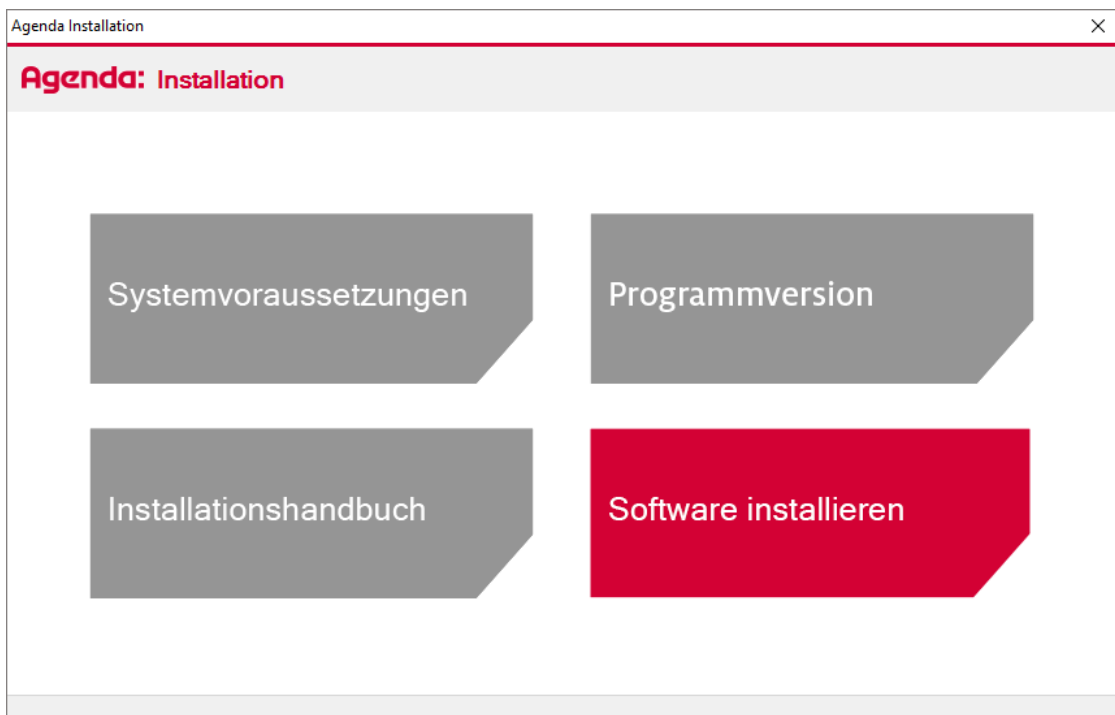 Agenda Installation
Agenda: Installation
Systemvoraussetzungen
Programmversion
Installationshandbuch
Software installieren